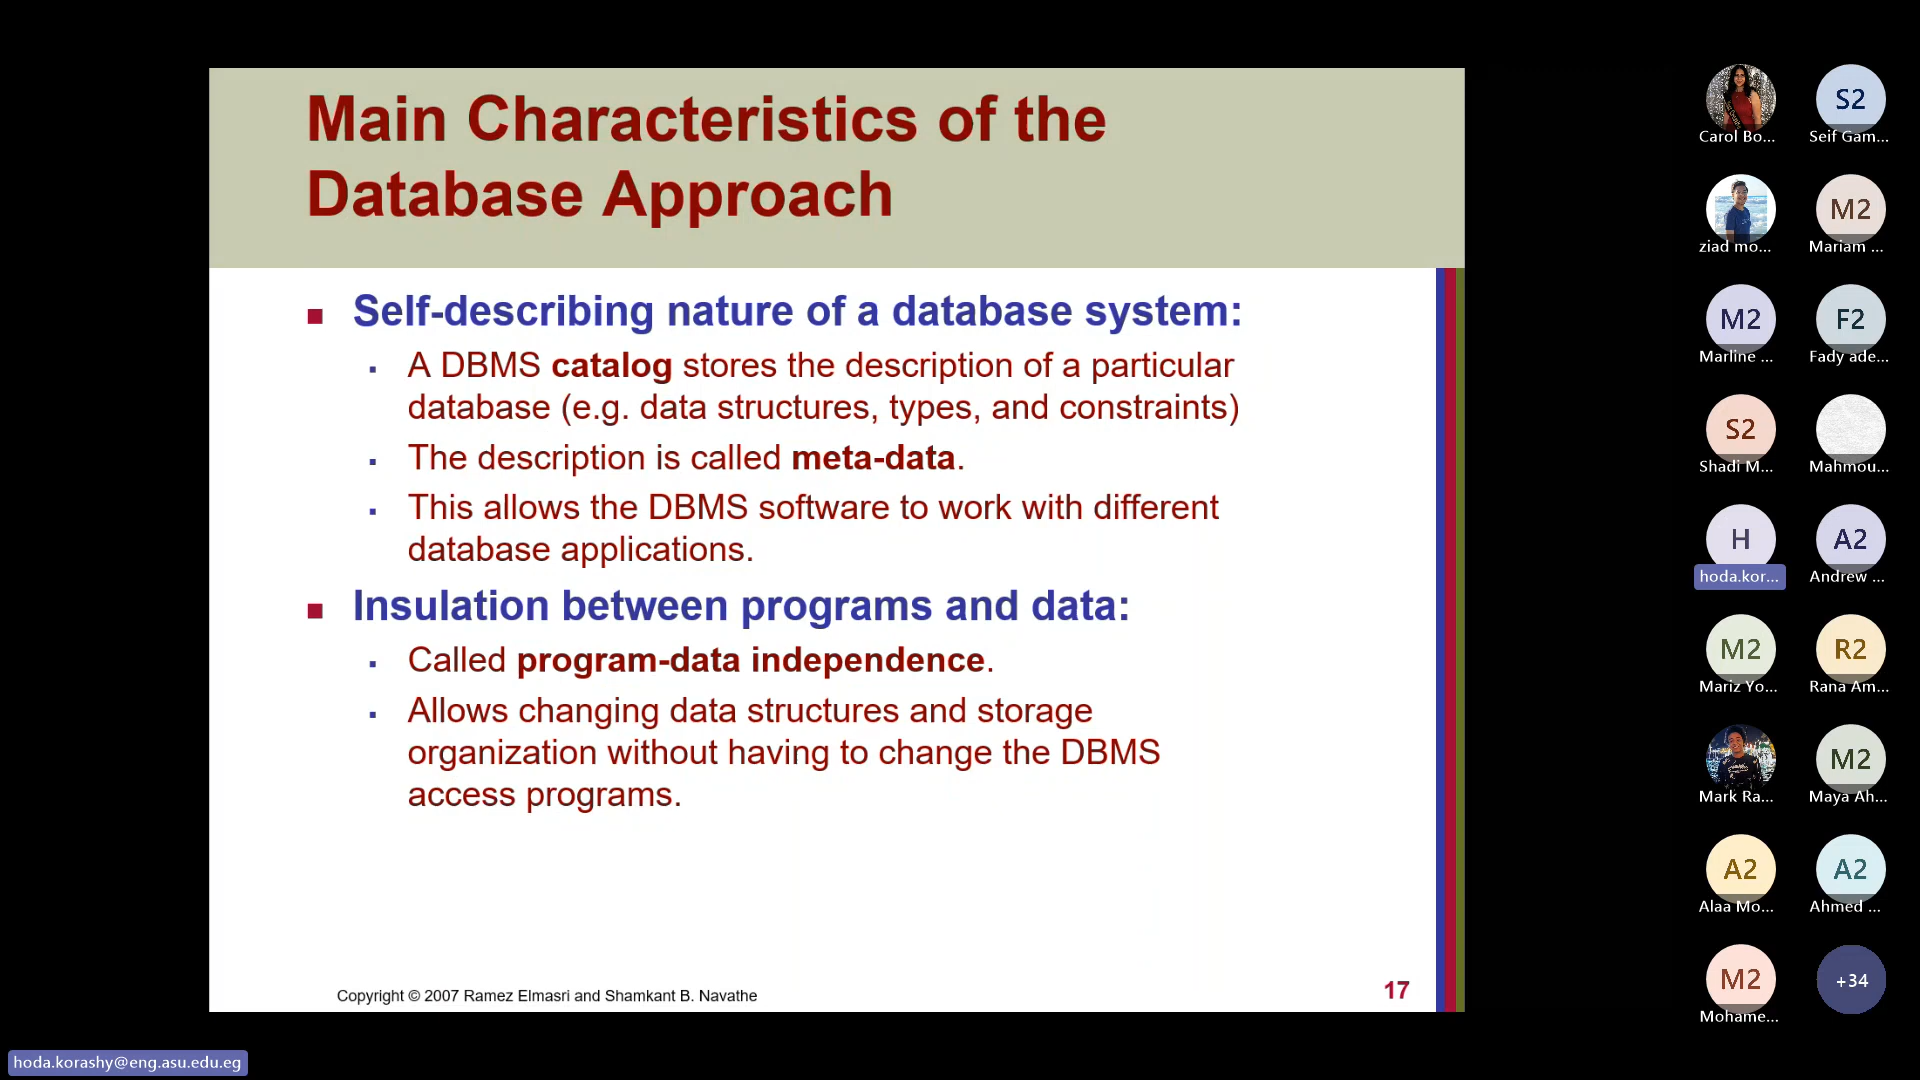 Main Characteristics of the
Database Approach
Self-describing nature of a database system:
A DBMS catalog stores the description of a particular
database (e.g. data structures, types, and constraints)
The description is called meta-data.
This allows the DBMS software to work with different
database applications.
Insulation between programs and data:
Called program-data independence.
Allows changing data structures and storage
organization without having to change the DBMS
access programs.
Copyright © 2007 Ramez Elmasri and Shamkant B. Navathe
17
hoda.korashy@eng.asu.edu.eg
Carol Bo...
S2
Seif Gam...
ziad mo...
M2
Mariam ...
M2
Marline ...
F2
Fady ade...
S2
Shadi M...
Mahmou...
H
hoda.kor...
A2
Andrew ...
M2
Mariz Yo...
R2
Rana Am...
Mark Ra...
M2
Maya Ah...
A2
Alaa Mo...
A2
Ahmed ...
M2
Mohame...
+34